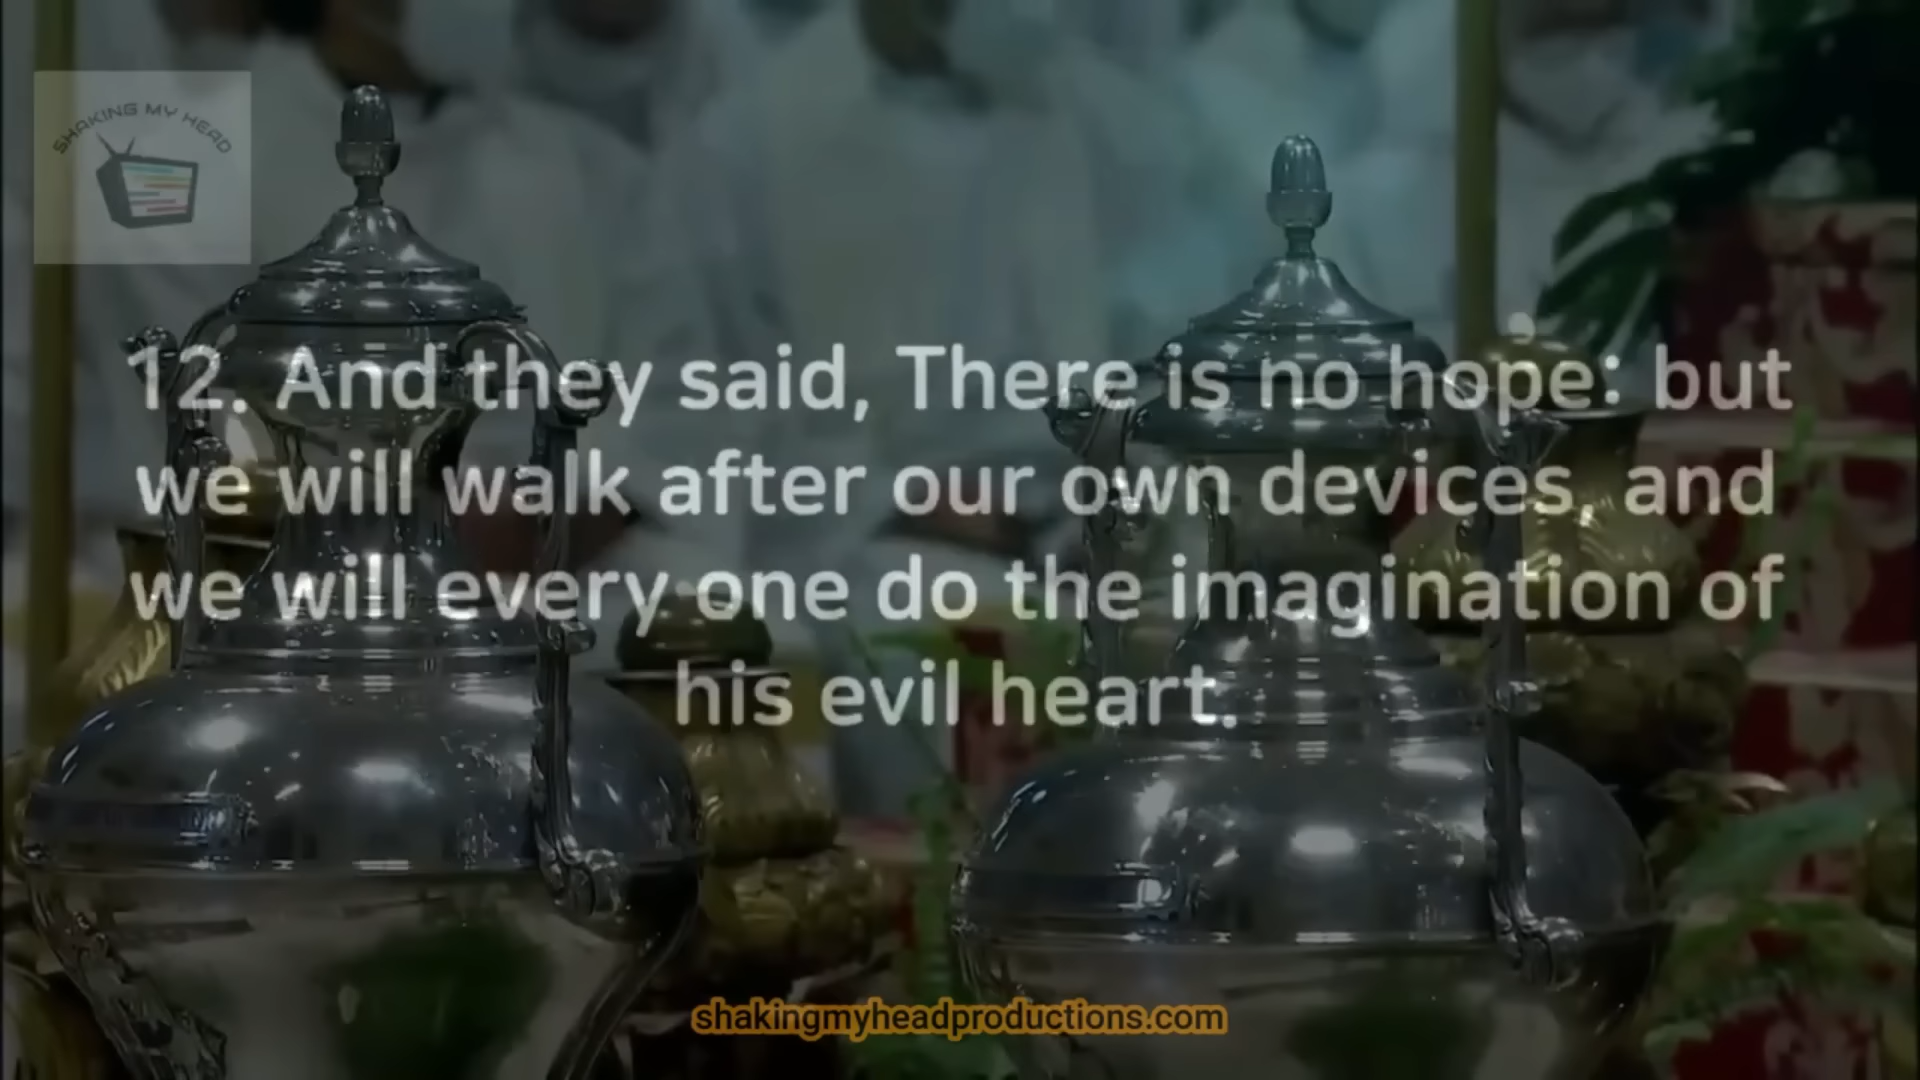 SHAKING MY HEAD
12. And they said, There is no hope: but
we will walk after our own devices, and
we will every one do the imagination of
his evil heart.
shakingmyheadproductions.com